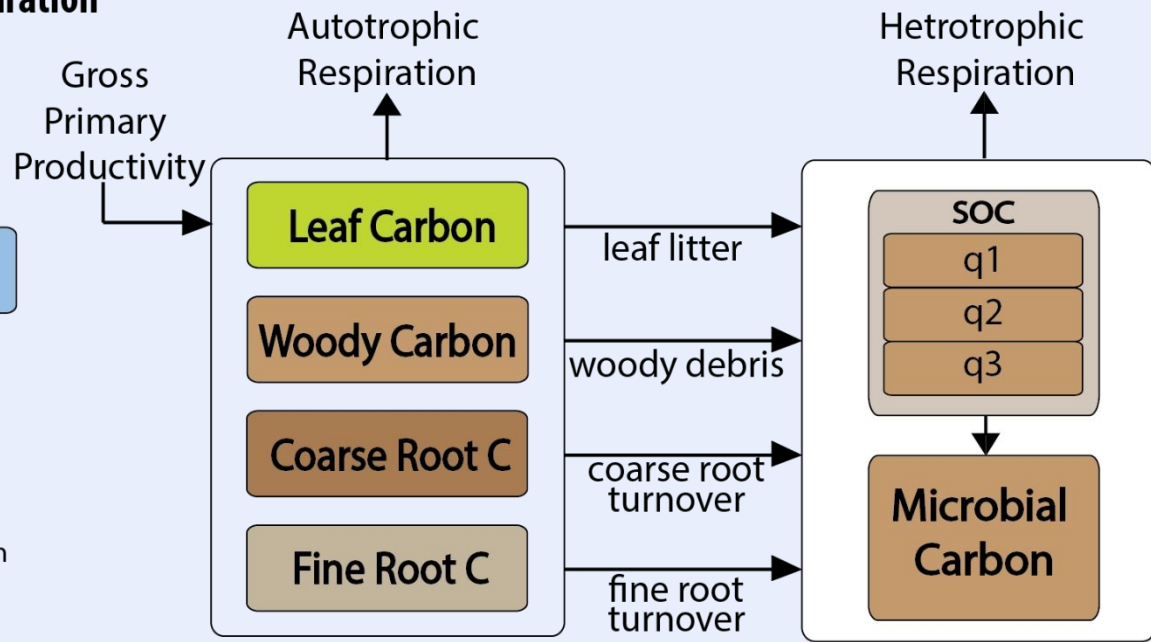 Gross
Primary
Productivity
Autotrophic
Respiration
Leaf Carbon
Woody Carbon
Coarse Root C
Fine Root C
leaf litter
woody debris
coarse root
turnover
fine root
turnover
Hetrotrophic
Respiration
SOC
q1
q2
q3
Microbial
Carbon